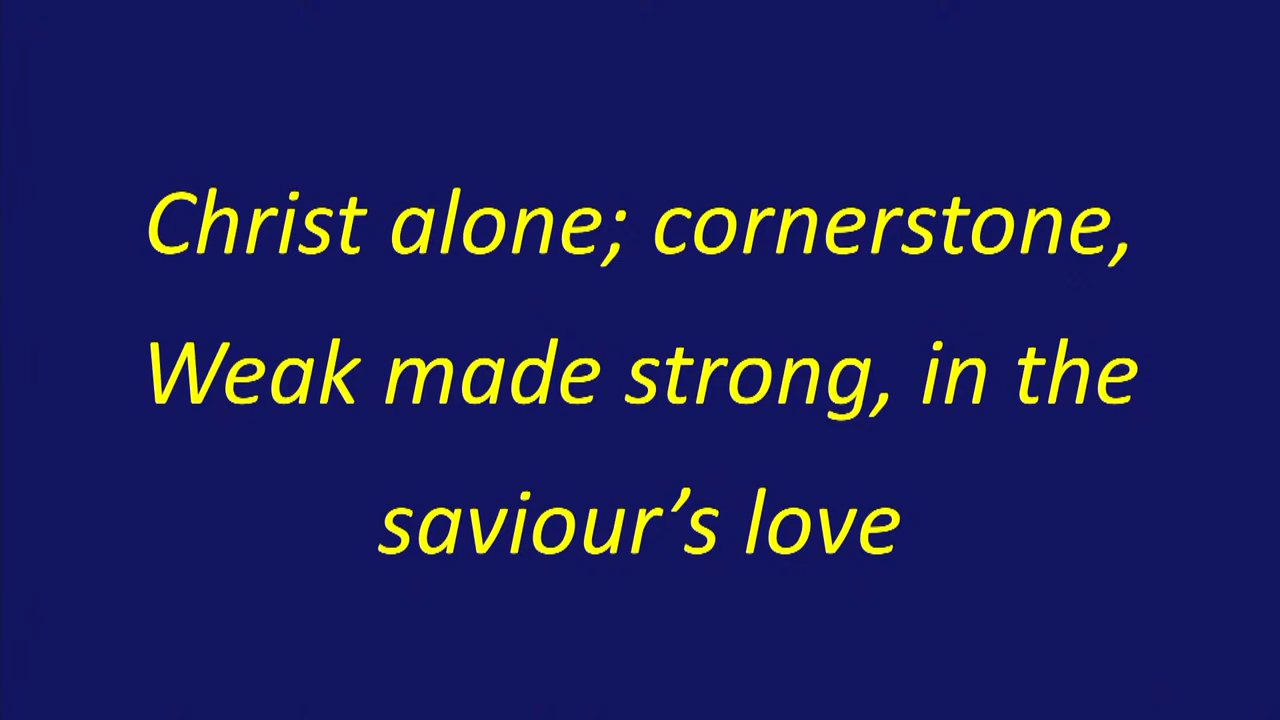 Christ alone; cornerstone,
Weak made strong, in the
saviour’s love